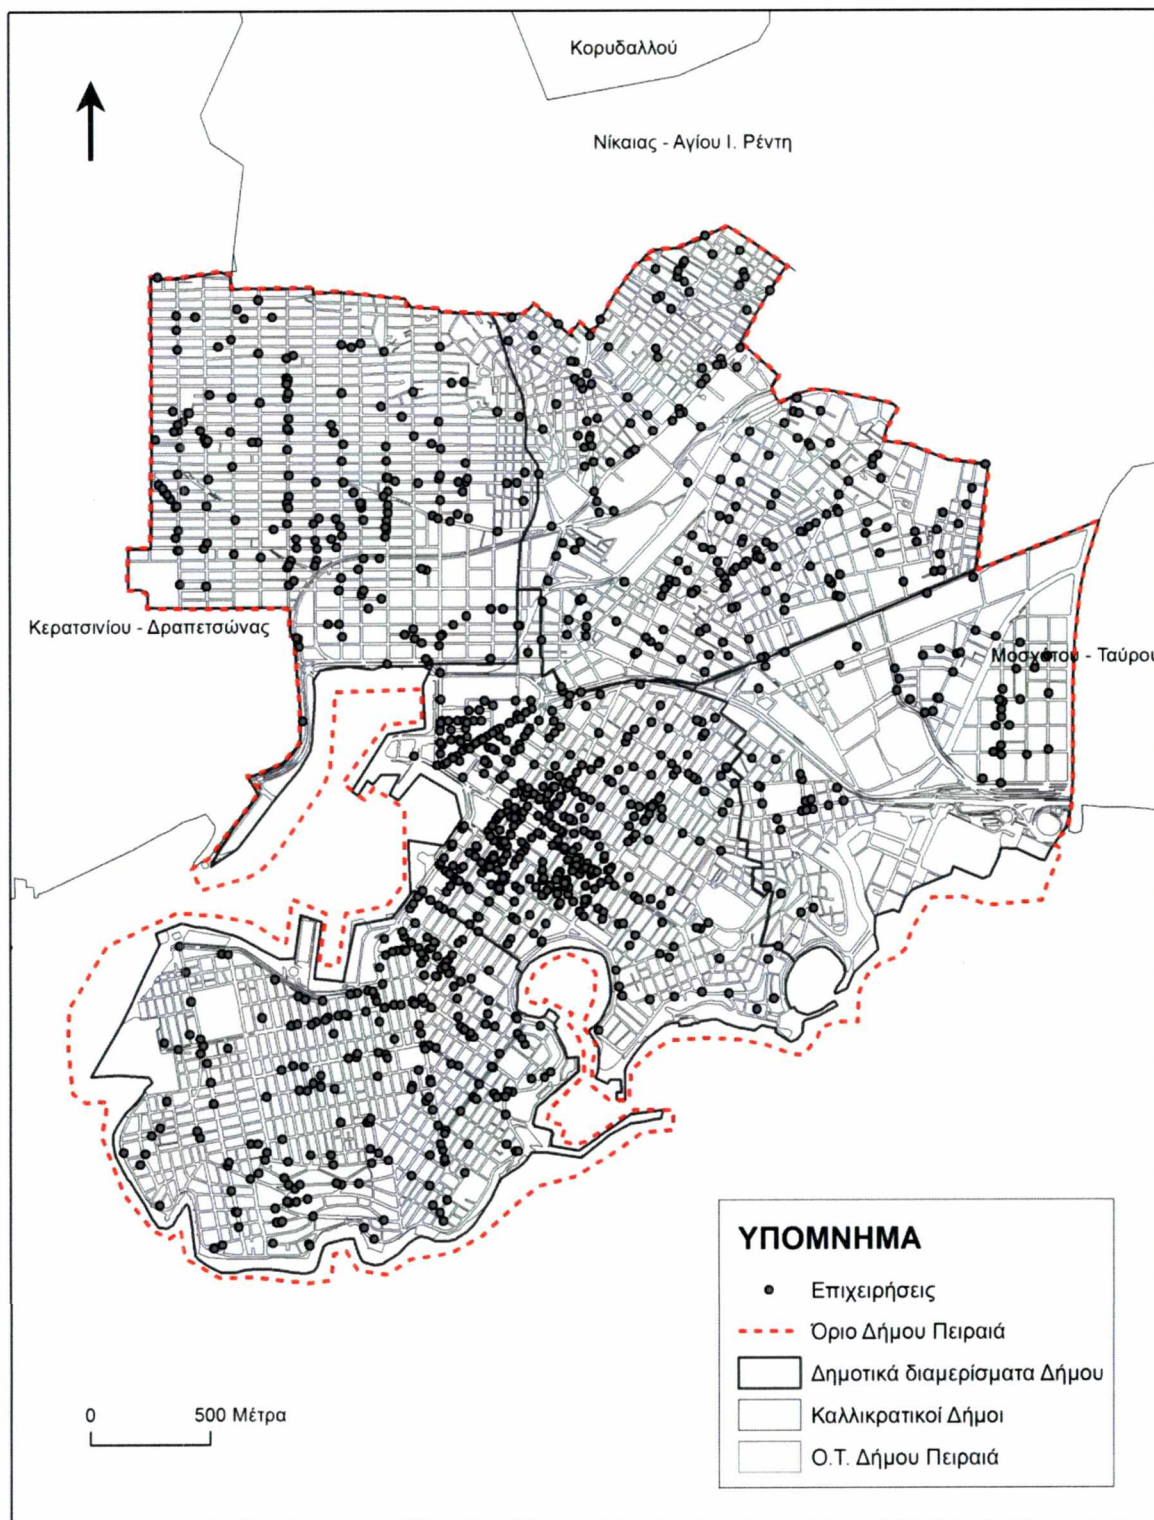 Κορυδαλλού
Νίκαιας - Αγίου Ι. Ρέντη
Κερατσινίου - Δραπετσώνας
Μοσχάτου - Ταύρου
ΥΠΟΜΝΗΜΑ
Επιχειρήσεις
Όριο Δήμου Πειραιά
Δημοτικά διαμερίσματα Δήμου
Καλλικρατικοί Δήμοι
Ο.Τ. Δήμου Πειραιά
0 500 Μέτρα